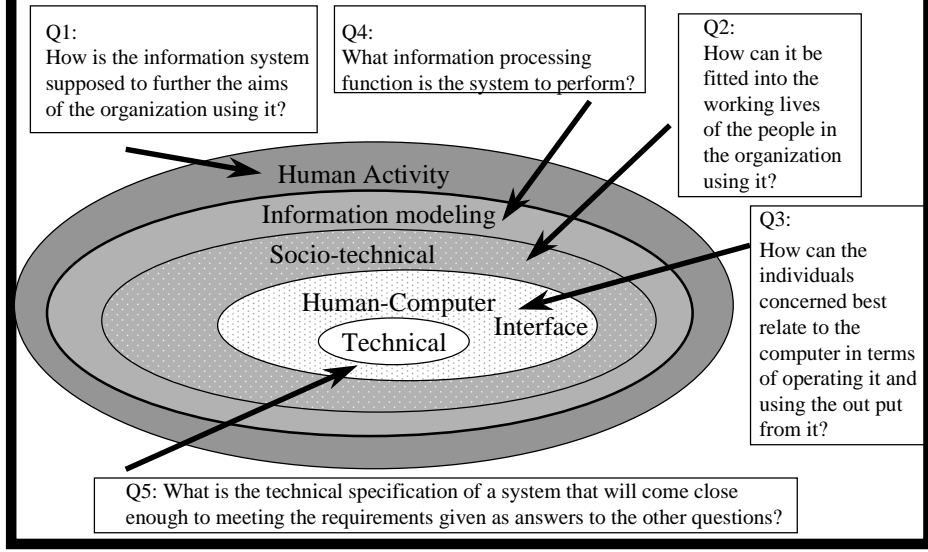 Q1:
How is the information system
supposed to further the aims
of the organization using it?
Q4:
What information processing
function is the system to perform?
Q2:
How can it be
fitted into the
working lives
of the people in
the organization
using it?
Human Activity
Information modeling
Socio-technical
Human-Computer
Interface
Technical
Q3:
How can the
individuals
concerned best
relate to the
computer in terms
of operating it and
using the out put
from it?
Q5: What is the technical specification of a system that will come close
enough to meeting the requirements given as answers to the other questions?